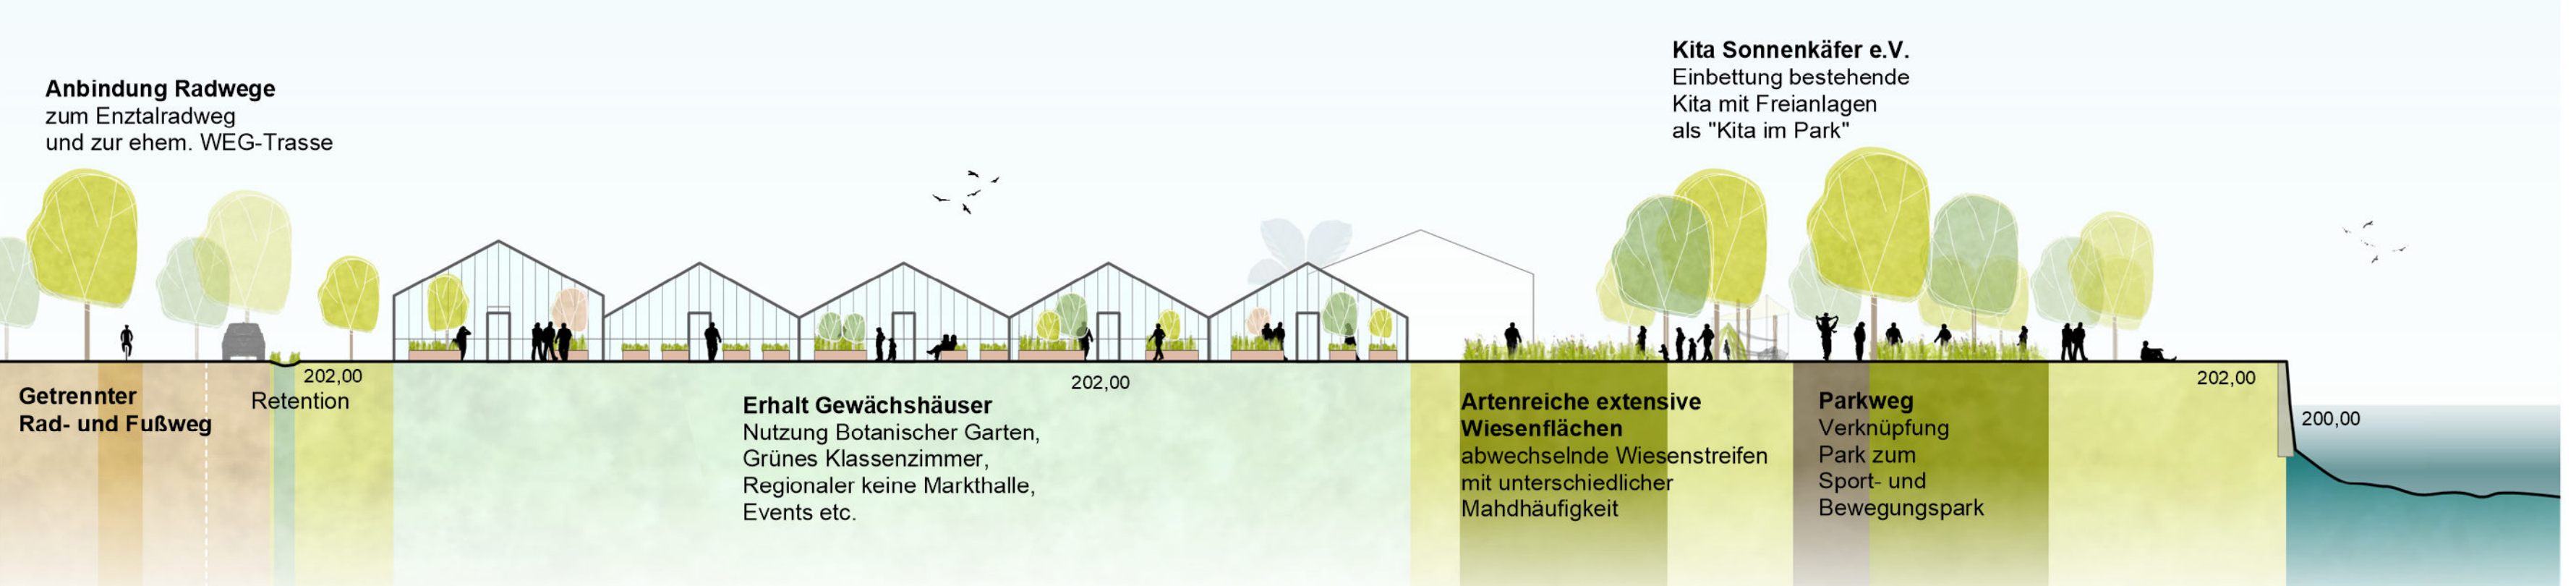 Anbindung Radwege
zum Enztalradweg
und zur ehem. WEG-Trasse
Kita Sonnenkäfer e.V.
Einbettung bestehende
Kita mit Freianlagen
als "Kita im Park"
Getrennter
Rad- und Fußweg
202,00
Retention
Erhalt Gewächshäuser
Nutzung Botanischer Garten,
Grünes Klassenzimmer,
Regionaler keine Markthalle,
Events etc.
202,00
Artenreiche extensive
Wiesenflächen
abwechselnde Wiesenstreifen
mit unterschiedlicher
Mahdhäufigkeit
Parkweg
Verknüpfung
Park zum
Sport- und
Bewegungspark
202,00
200,00